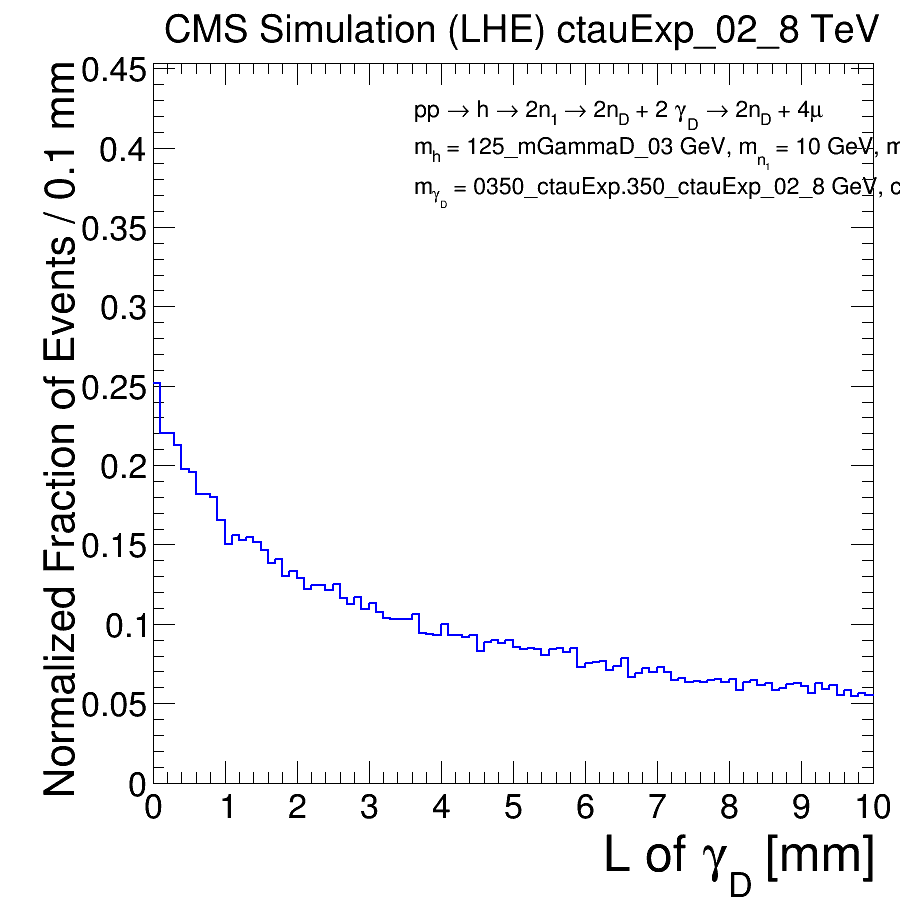 CMS Simulation (LHE) ctauExp_02_8 TeV
pp → h → 2n1 → 2nD + 2 γD → 2nD + 4μ
mh = 125_mGammaD_03 GeV, mn1 = 10 GeV, m
mγD = 0350_ctauExp.350_ctauExp_02_8 GeV, c
Normalized Fraction of Events / 0.1 mm
0.45
0.4
0.35
0.3
0.25
0.2
0.15
0.1
0.05
0
0 1 2 3 4 5 6 7 8 9 10
L of γD [mm]